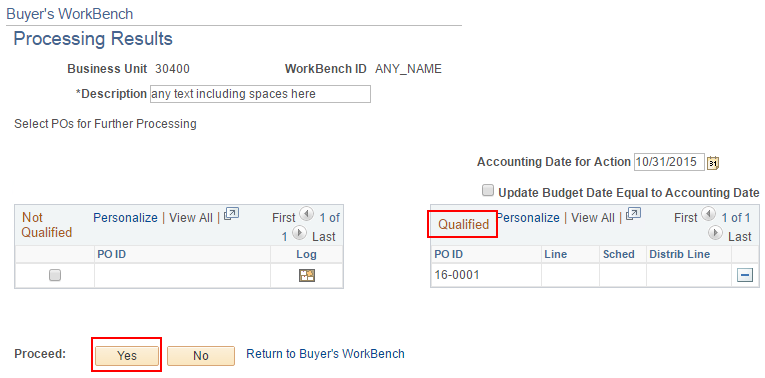 Buyer's WorkBench
Processing Results
Business Unit 30400 WorkBench ID ANY_NAME
*Description any text including spaces here
Select POs for Further Processing
Accounting Date for Action 10/31/2015 31
Update Budget Date Equal to Accounting Date
Not Qualified Personalize | View All | First 1 of 1 Last
PO ID Log
Qualified Personalize | View All | First 1 of 1 Last
PO ID Line Sched Distrib Line
16-0001
Proceed: Yes No Return to Buyer's WorkBench